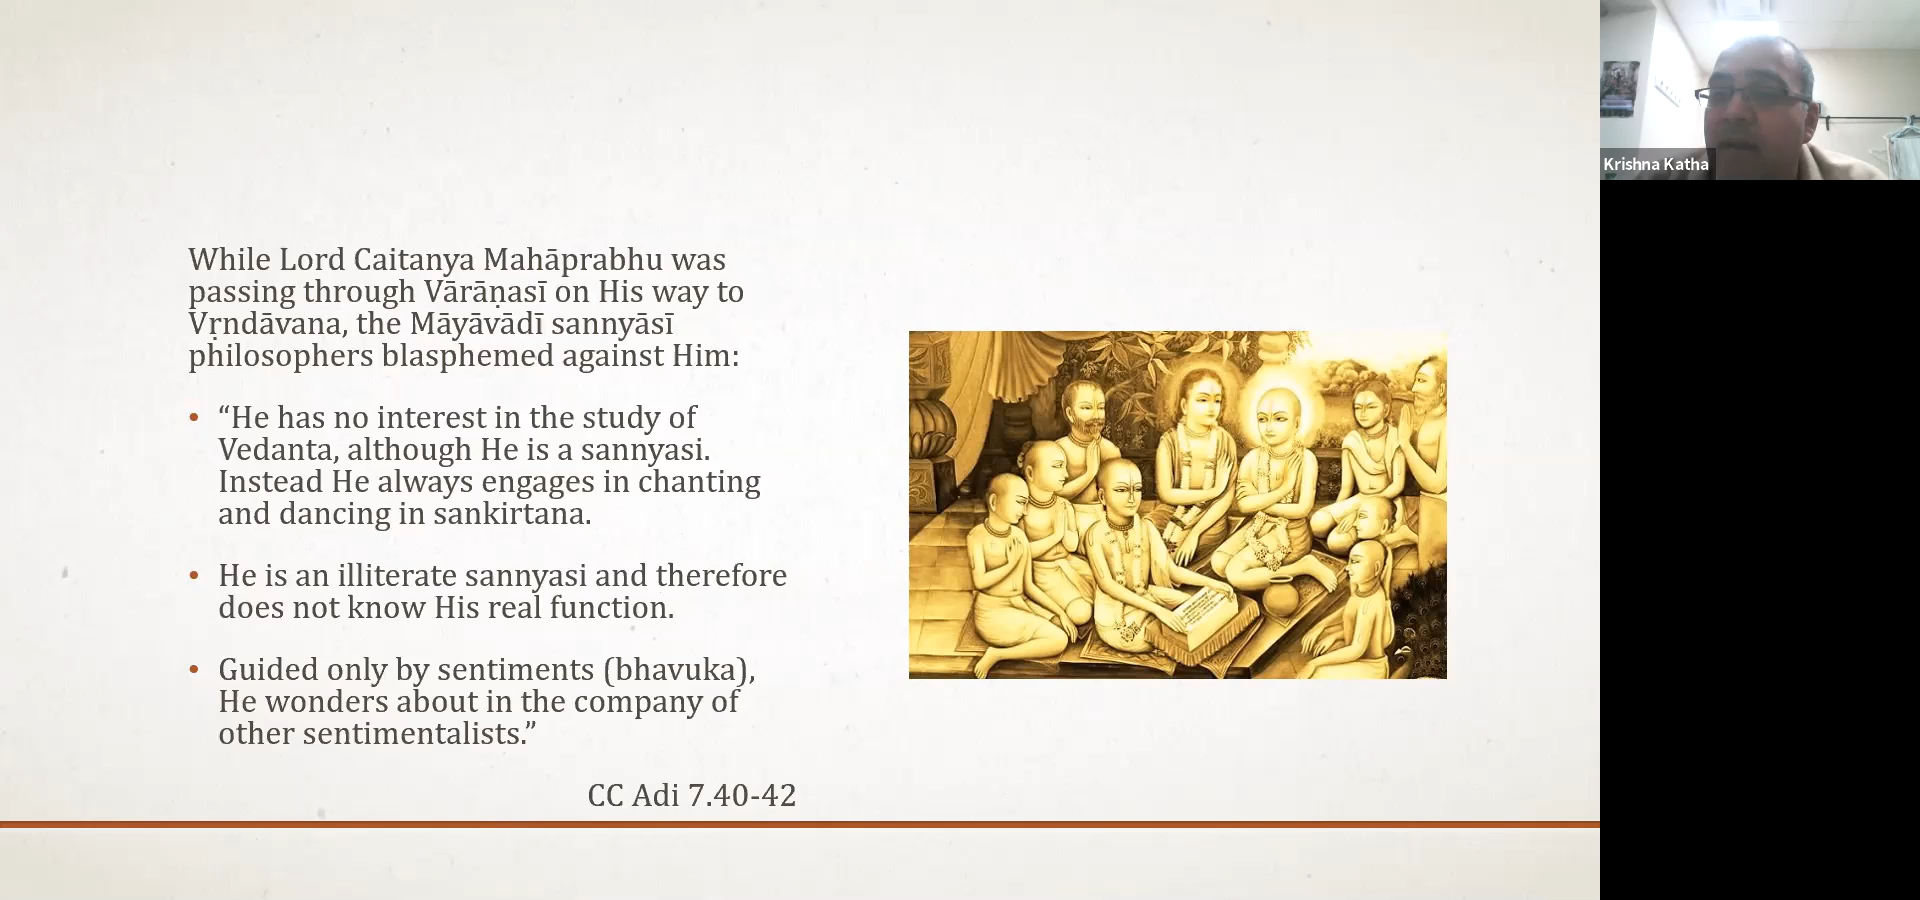 While Lord Caitanya Mahāprabhu was
passing through Vārāṇasī on His way to
Vṛndāvana, the Māyāvādī sannyāsī
philosophers blasphemed against Him:
• “He has no interest in the study of
Vedanta, although He is a sannyasi.
Instead He always engages in chanting
and dancing in sankirtana.
• He is an illiterate sannyasi and therefore
does not know His real function.
• Guided only by sentiments (bhavuka),
He wonders about in the company of
other sentimentalists.”
CC Adi 7.40-42
Krishna Katha